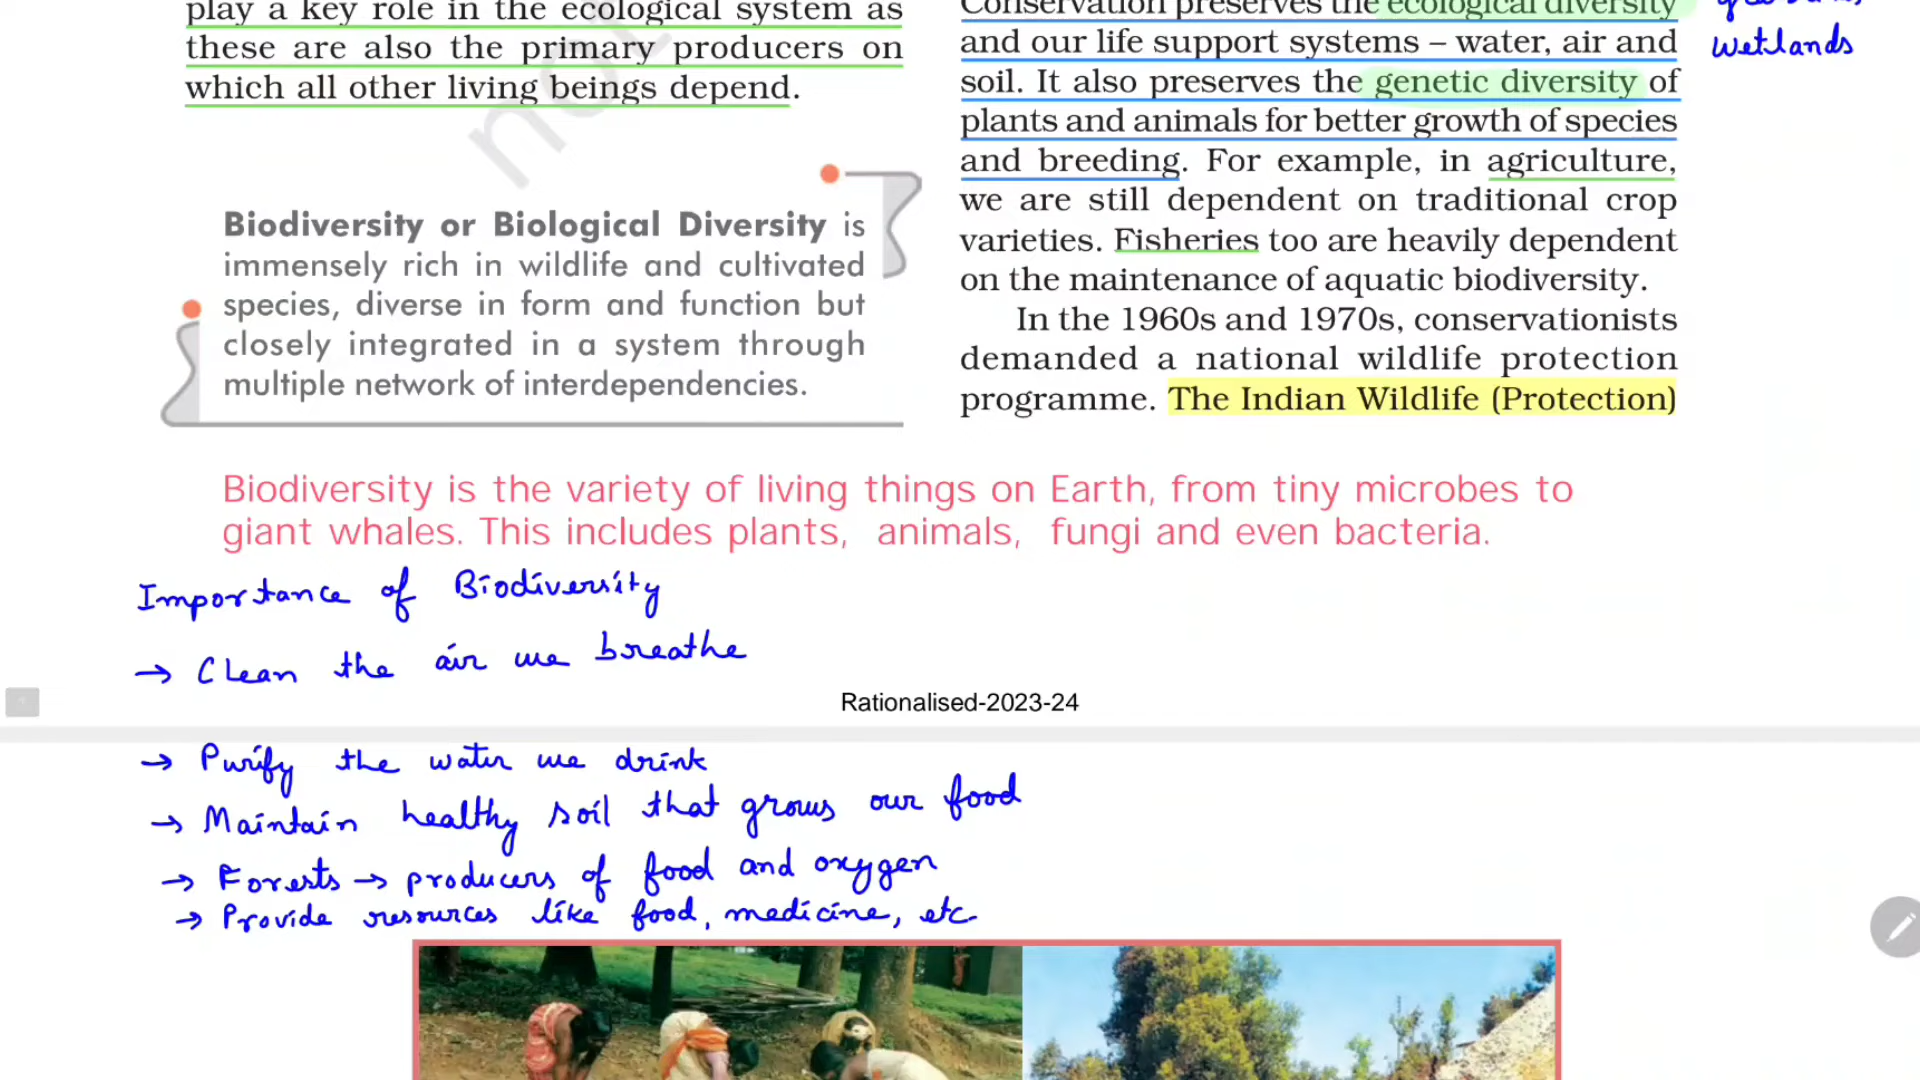 play a key role in the ecological system as
these are also the primary producers on
which all other living beings depend.
Biodiversity or Biological Diversity is
immensely rich in wildlife and cultivated
species, diverse in form and function but
closely integrated in a system through
multiple network of interdependencies.
Conservation preserves the ecological diversity
and our life support systems – water, air and
soil. It also preserves the genetic diversity of
plants and animals for better growth of species
and breeding. For example, in agriculture,
we are still dependent on traditional crop
varieties. Fisheries too are heavily dependent
on the maintenance of aquatic biodiversity.
In the 1960s and 1970s, conservationists
demanded a national wildlife protection
programme. The Indian Wildlife (Protection)
wetlands
Biodiversity is the variety of living things on Earth, from tiny microbes to
giant whales. This includes plants, animals, fungi and even bacteria.
Importance of Biodiversity
→ Clean the air we breathe
Rationalised-2023-24
→ Purify the water we drink
→ Maintain healthy soil that grows our food
→ Forests → producers of food and oxygen
→ Provide resources like food, medicine, etc
not